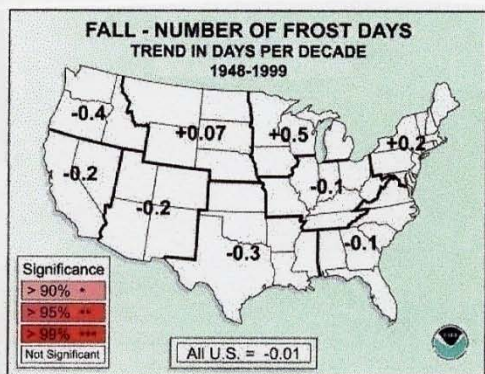 FALL - NUMBER OF FROST DAYS
TREND IN DAYS PER DECADE
1948-1999
-0.4
+0.07
+0.5
+0.2
-0.2
-0.2
-0.1
-0.3
-0.1
Significance
> 90% *
> 95% **
> 99% ***
Not Significant
All U.S. = -0.01